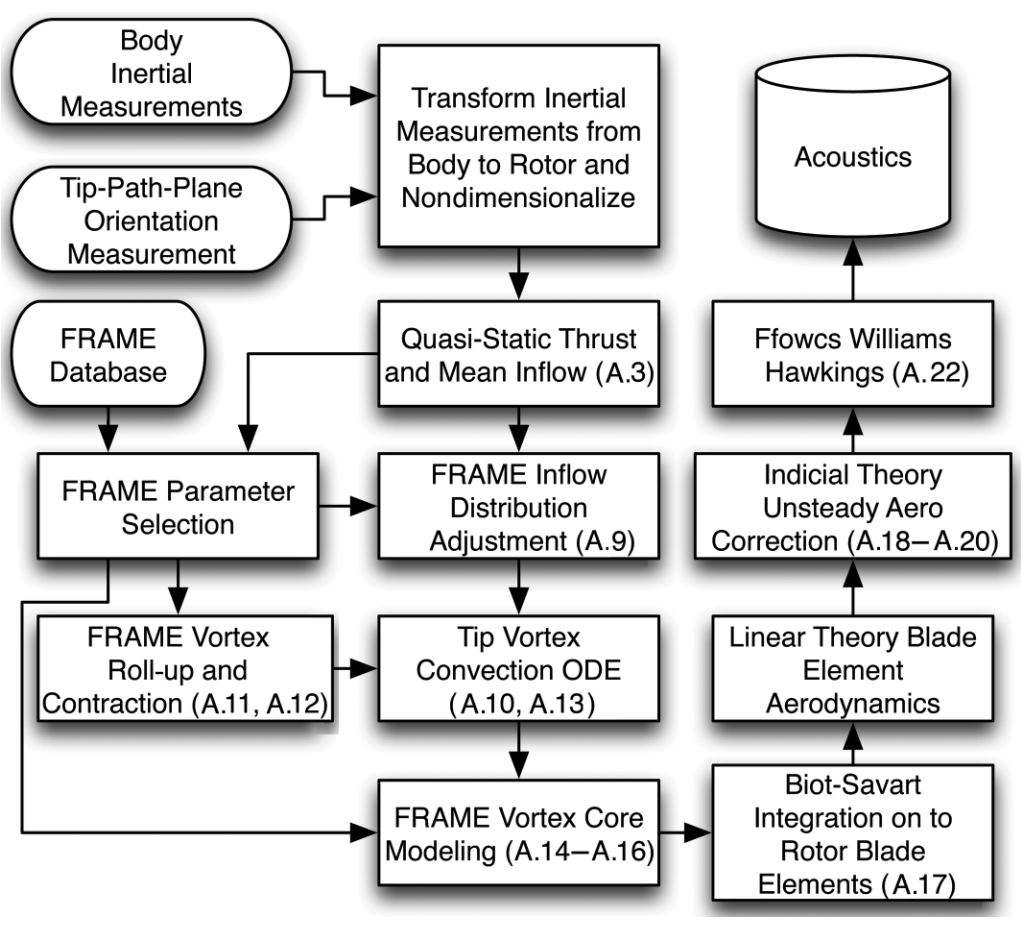 Body
Inertial
Measurements
Transform Inertial
Measurements from
Body to Rotor and
Nondimensionalize
Tip-Path-Plane
Orientation
Measurement
Acoustics
FRAME
Database
Quasi-Static Thrust
and Mean Inflow (A.3)
Ffowcs Williams
Hawkings (A.22)
FRAME Parameter
Selection
FRAME Inflow
Distribution
Adjustment (A.9)
Indicial Theory
Unsteady Aero
Correction (A.18–A.20)
FRAME Vortex
Roll-up and
Contraction (A.11, A.12)
Tip Vortex
Convection ODE
(A.10, A.13)
Linear Theory Blade
Element
Aerodynamics
FRAME Vortex Core
Modeling (A.14–A.16)
Biot-Savart
Integration on to
Rotor Blade
Elements (A.17)